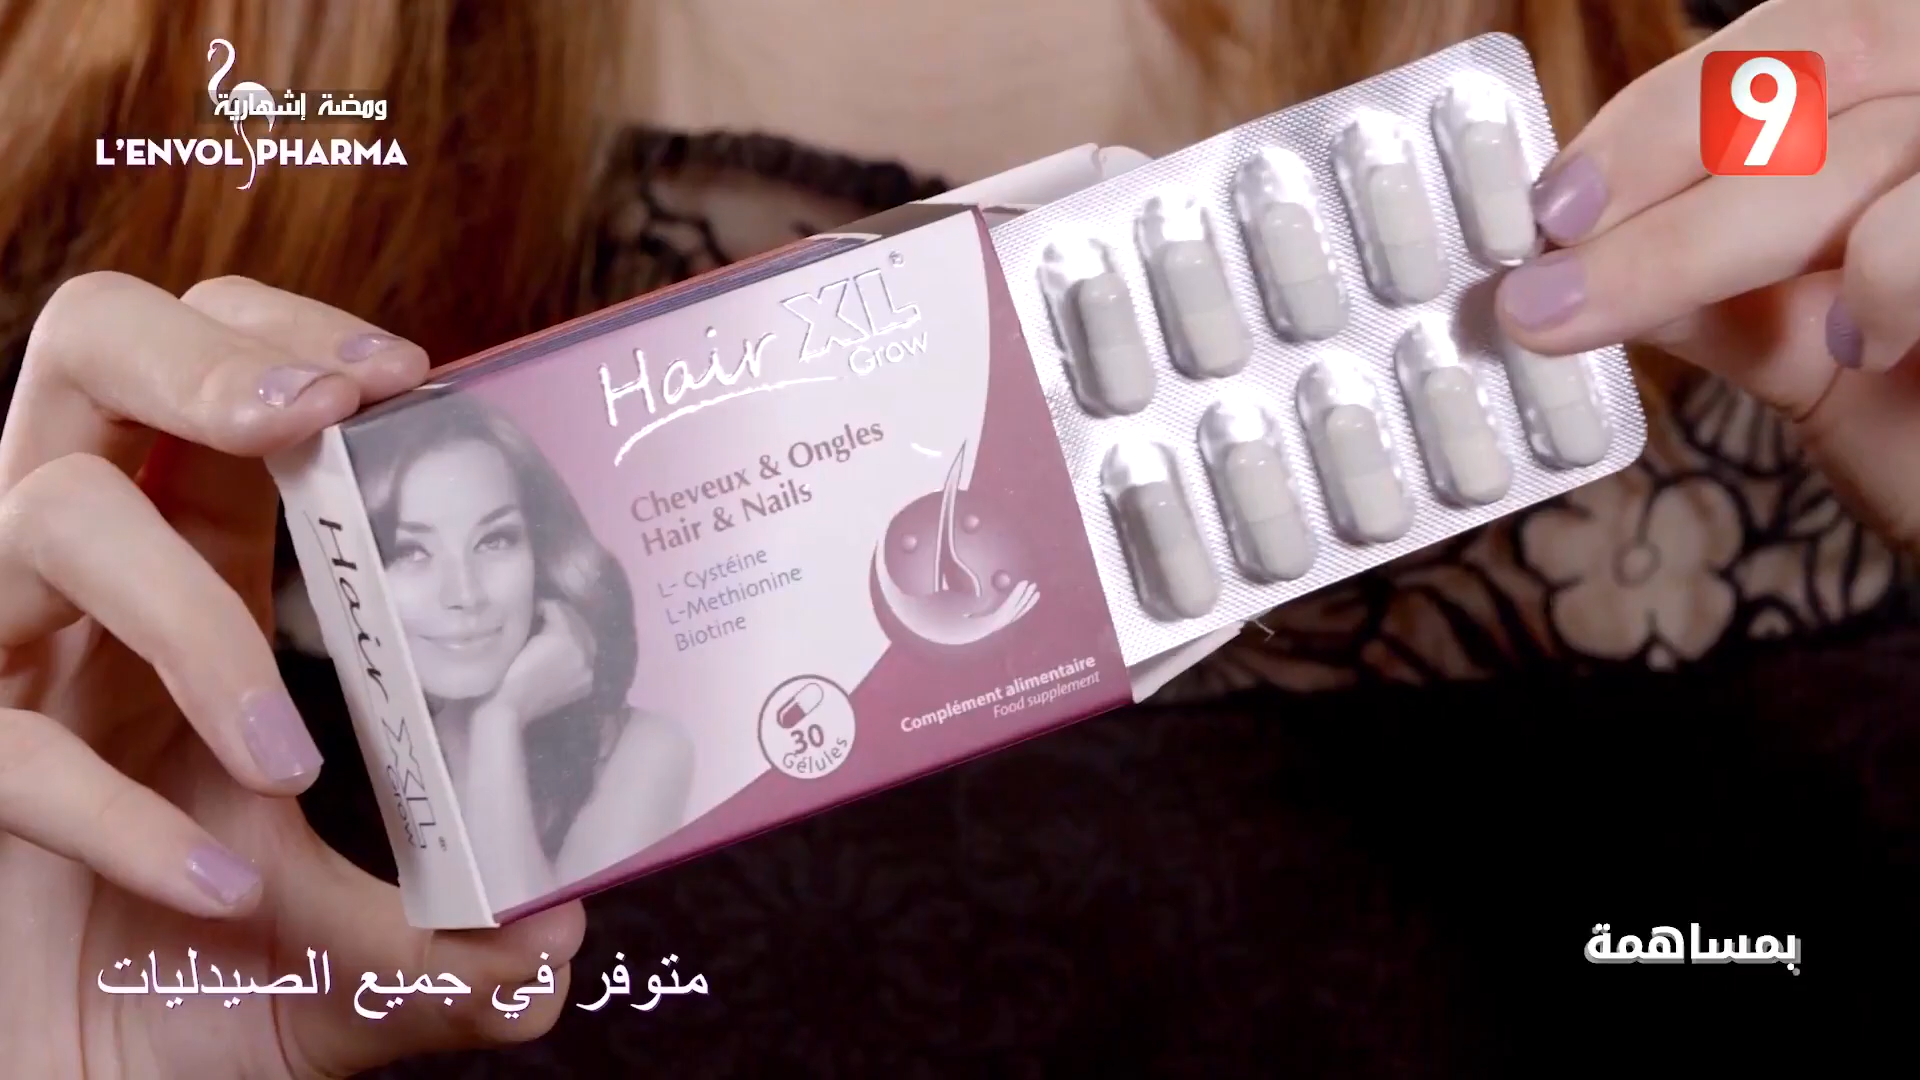 ومضة إشهارية
L'ENVOL PHARMA
9
Hair XL®
Grow
Cheveux & Ongles
Hair & Nails
L- Cystéine
L-Methionine
Biotine
30
Gélules
Complément alimentaire
Food supplement
Hair XL®
Grow
متوفر في جميع الصيدليات
بمساهمة